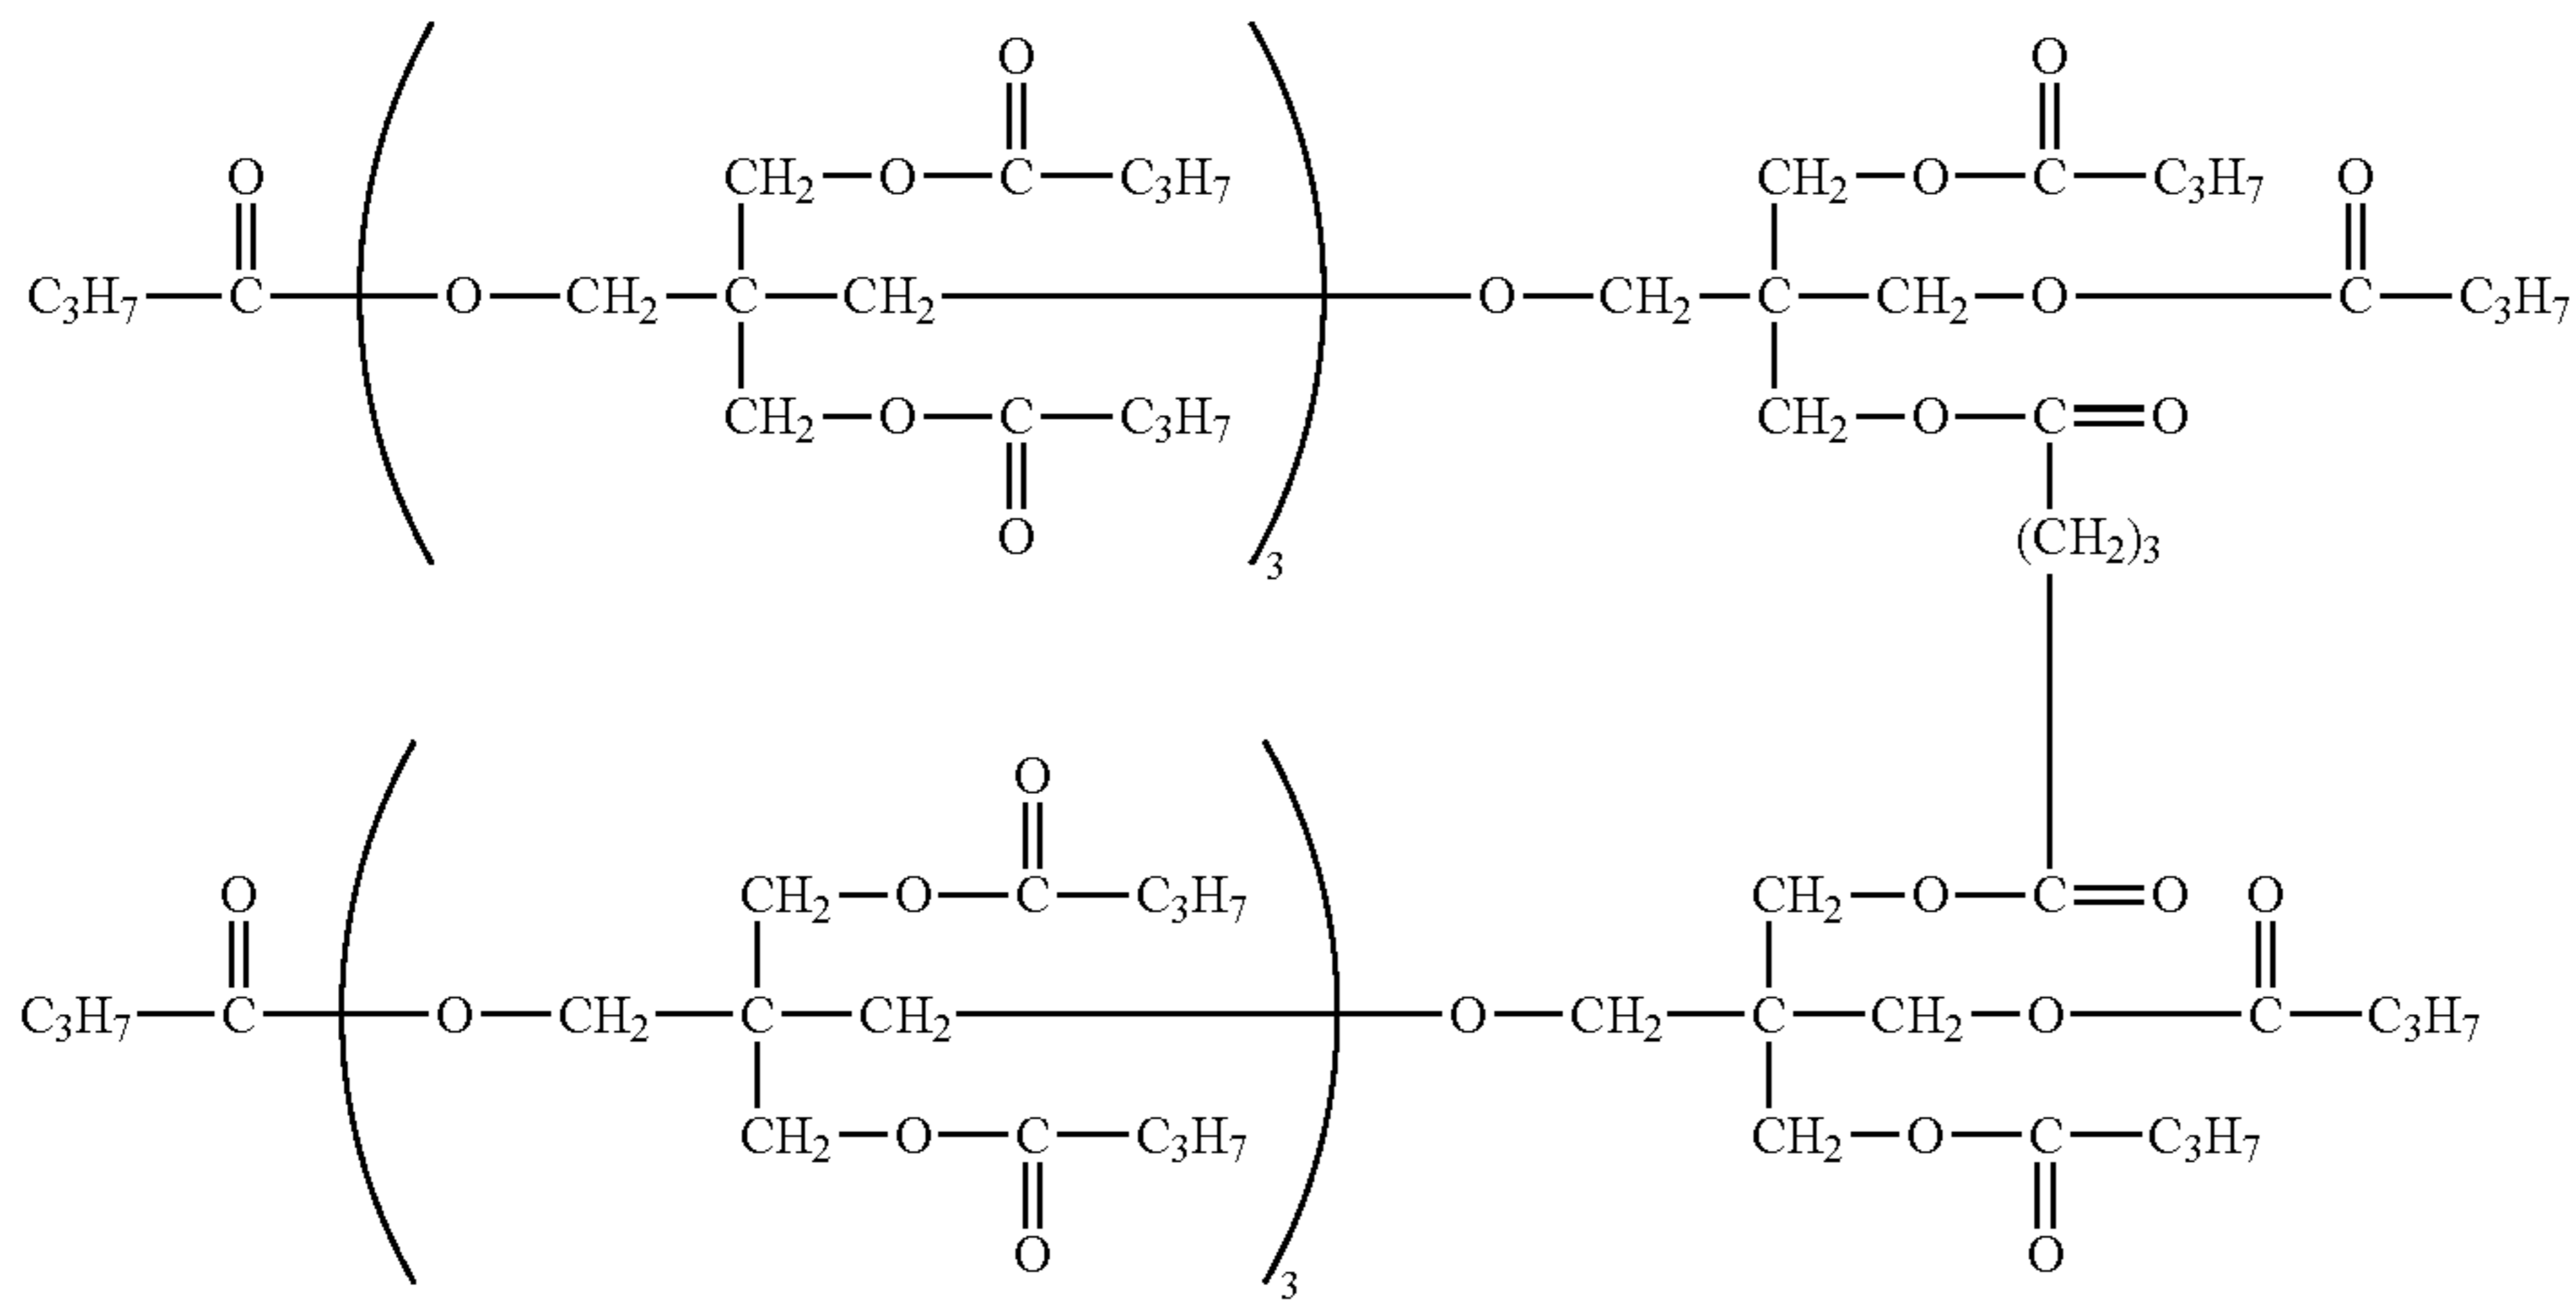 O O
O CH₂—O—C—C₃H₇ CH₂—O—C—C₃H₇ O
C₃H₇—C—O—CH₂—C—CH₂—O—CH₂—C—CH₂—O—C—C₃H₇
CH₂—O—C—C₃H₇ CH₂—O—C=O
O (CH₂)₃
3
O
O CH₂—O—C—C₃H₇ CH₂—O—C=O O
C₃H₇—C—O—CH₂—C—CH₂—O—CH₂—C—CH₂—O—C—C₃H₇
CH₂—O—C—C₃H₇ CH₂—O—C—C₃H₇
O O
3